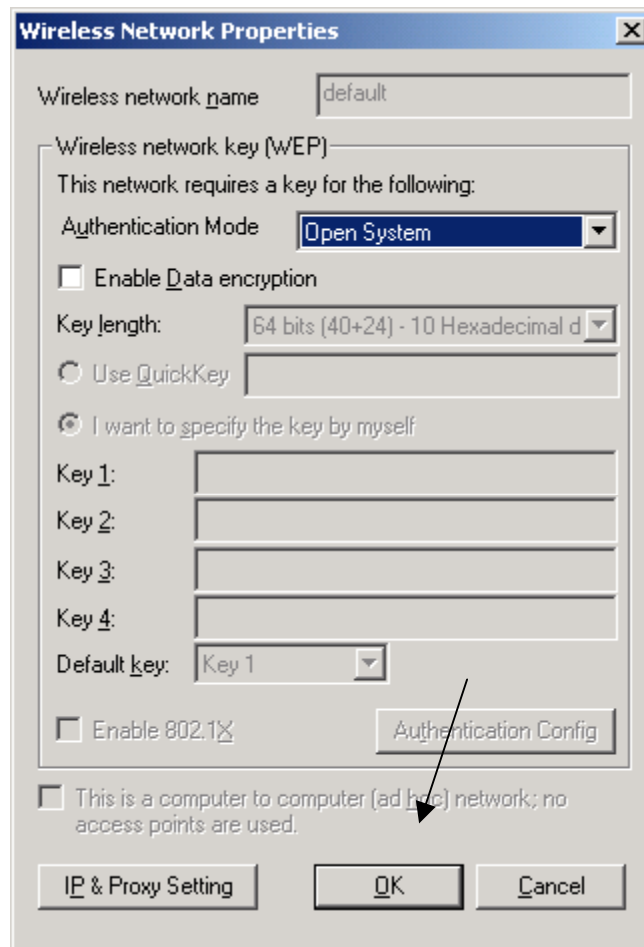 Wireless Network Properties
Wireless network name default
Wireless network key (WEP)
This network requires a key for the following:
Authentication Mode Open System
Enable Data encryption
Key length: 64 bits (40+24) - 10 Hexadecimal d
Use QuickKey
I want to specify the key by myself
Key 1:
Key 2:
Key 3:
Key 4:
Default key: Key 1
Enable 802.1X Authentication Config
This is a computer to computer (ad hoc) network; no
access points are used.
IP & Proxy Setting OK Cancel